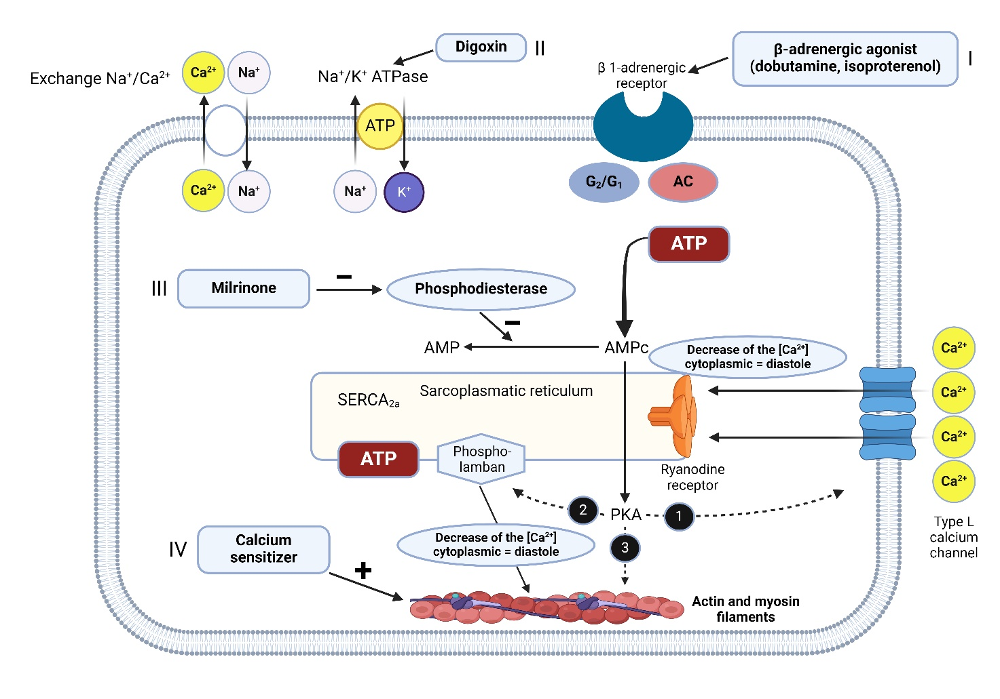 Digoxin
II
β-adrenergic agonist
(dobutamine, isoproterenol)
I
Exchange Na⁺/Ca²⁺
Ca²⁺
Na⁺
Na⁺/K⁺ ATPase
β 1-adrenergic
receptor
ATP
Ca²⁺
Na⁺
Na⁺
K⁺
G₂/G₁
AC
ATP
III
Milrinone
−
Phosphodiesterase
−
AMP
AMPc
Decrease of the [Ca²⁺]
cytoplasmic = diastole
Ca²⁺
Ca²⁺
Ca²⁺
Ca²⁺
Type L
calcium
channel
SERCA₂ₐ
Sarcoplasmatic reticulum
ATP
Phospho-
lamban
Ryanodine
receptor
2
PKA
1
3
IV
Calcium
sensitizer
+
Decrease of the [Ca²⁺]
cytoplasmic = diastole
Actin and myosin
filaments